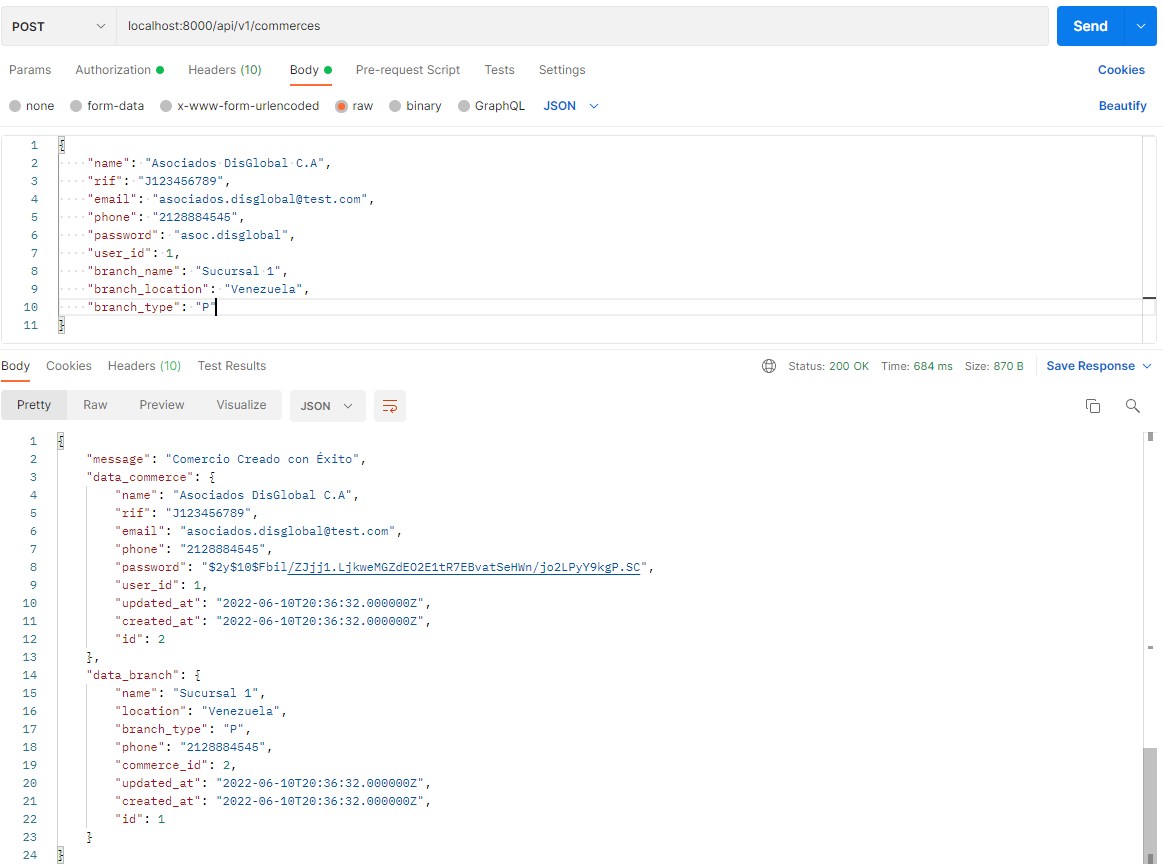 POST localhost:8000/api/v1/commerces Send
Params Authorization Headers (10) Body Pre-request Script Tests Settings Cookies
none form-data x-www-form-urlencoded raw binary GraphQL JSON Beautify
1 {
2 "name": "Asociados DisGlobal C.A",
3 "rif": "J123456789",
4 "email": "asociados.disglobal@test.com",
5 "phone": "2128884545",
6 "password": "asoc.disglobal",
7 "user_id": 1,
8 "branch_name": "Sucursal 1",
9 "branch_location": "Venezuela",
10 "branch_type": "P"
11 }
Body Cookies Headers (10) Test Results Status: 200 OK Time: 684 ms Size: 870 B Save Response
Pretty Raw Preview Visualize JSON
1 {
2 "message": "Comercio Creado con Éxito",
3 "data_commerce": {
4 "name": "Asociados DisGlobal C.A",
5 "rif": "J123456789",
6 "email": "asociados.disglobal@test.com",
7 "phone": "2128884545",
8 "password": "$2y$10$Fbil/ZJjj1.LjkweMGZdEO2E1tR7EBvatSeHWn/jo2LPyY9kgP.SC",
9 "user_id": 1,
10 "updated_at": "2022-06-10T20:36:32.000000Z",
11 "created_at": "2022-06-10T20:36:32.000000Z",
12 "id": 2
13 },
14 "data_branch": {
15 "name": "Sucursal 1",
16 "location": "Venezuela",
17 "branch_type": "P",
18 "phone": "2128884545",
19 "commerce_id": 2,
20 "updated_at": "2022-06-10T20:36:32.000000Z",
21 "created_at": "2022-06-10T20:36:32.000000Z",
22 "id": 1
23 }
24 }